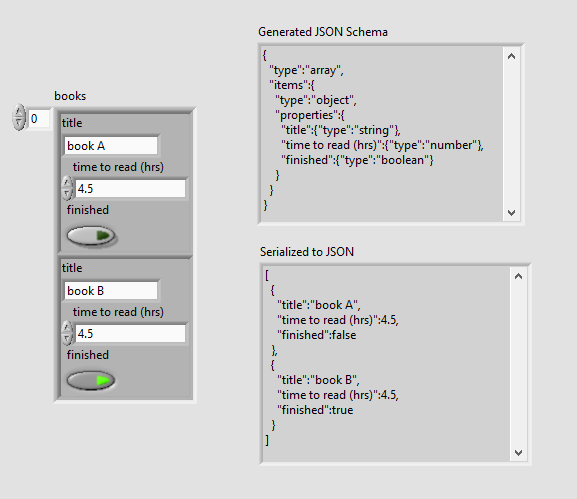 books
0
title
book A
time to read (hrs)
4.5
finished
title
book B
time to read (hrs)
4.5
finished
Generated JSON Schema
{
  "type":"array",
  "items":{
    "type":"object",
    "properties":{
      "title":{"type":"string"},
      "time to read (hrs)":{"type":"number"},
      "finished":{"type":"boolean"}
    }
  }
}
Serialized to JSON
[
  {
    "title":"book A",
    "time to read (hrs)":4.5,
    "finished":false
  },
  {
    "title":"book B",
    "time to read (hrs)":4.5,
    "finished":true
  }
]